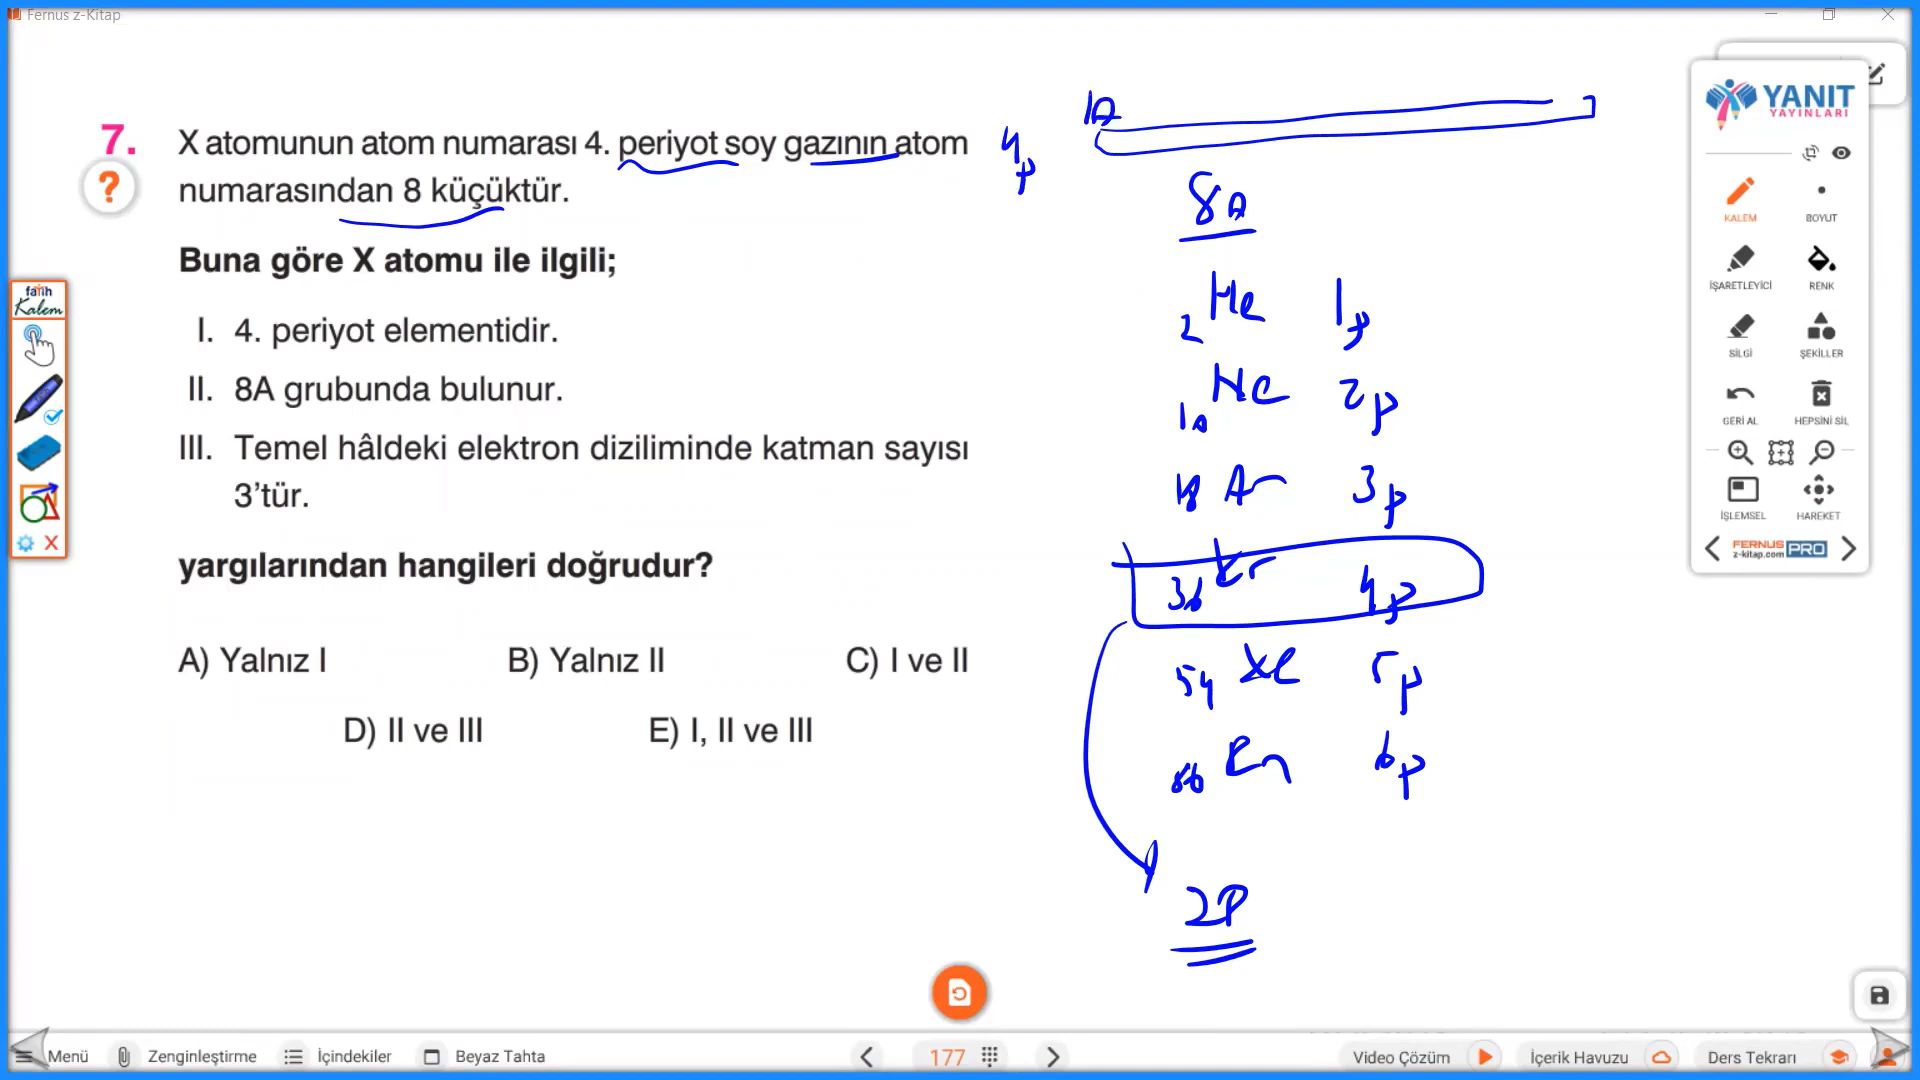 Fernus z-Kitap
7. X atomunun atom numarası 4. periyot soy gazının atom
numarasından 8 küçüktür.
?
Buna göre X atomu ile ilgili;
I. 4. periyot elementidir.
II. 8A grubunda bulunur.
III. Temel hâldeki elektron diziliminde katman sayısı
3’tür.
yargılarından hangileri doğrudur?
A) Yalnız I B) Yalnız II C) I ve II
D) II ve III E) I, II ve III
1A
4p
8A
2 He 1p
10 Ne 2p
18 Ar 3p
36 Kr 4p
54 Xe 5p
86 Rn 6p
fatih
Kalem
X
YANIT
YAYINLARI
KALEM BOYUT
İŞARETLEYİCİ RENK
SİLGİ ŞEKİLLER
GERİ AL HEPSİNİ SİL
İŞLEMSEL HAREKET
FERNUS PRO
z-kitap.com
Menü Zenginleştirme İçindekiler Beyaz Tahta 177 Video Çözüm İçerik Havuzu Ders Tekrarı